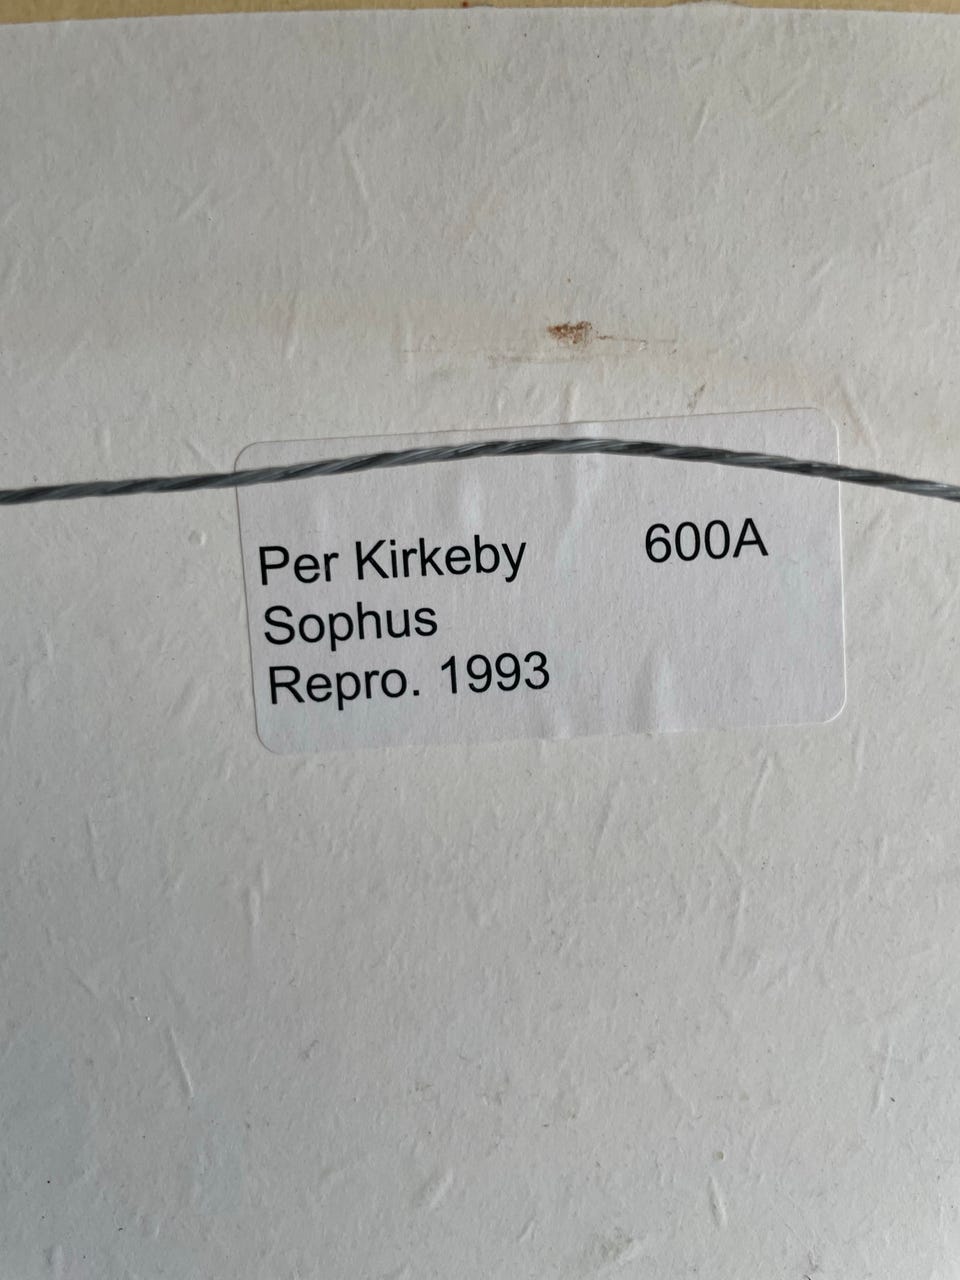 Per Kirkeby 600A
Sophus
Repro. 1993